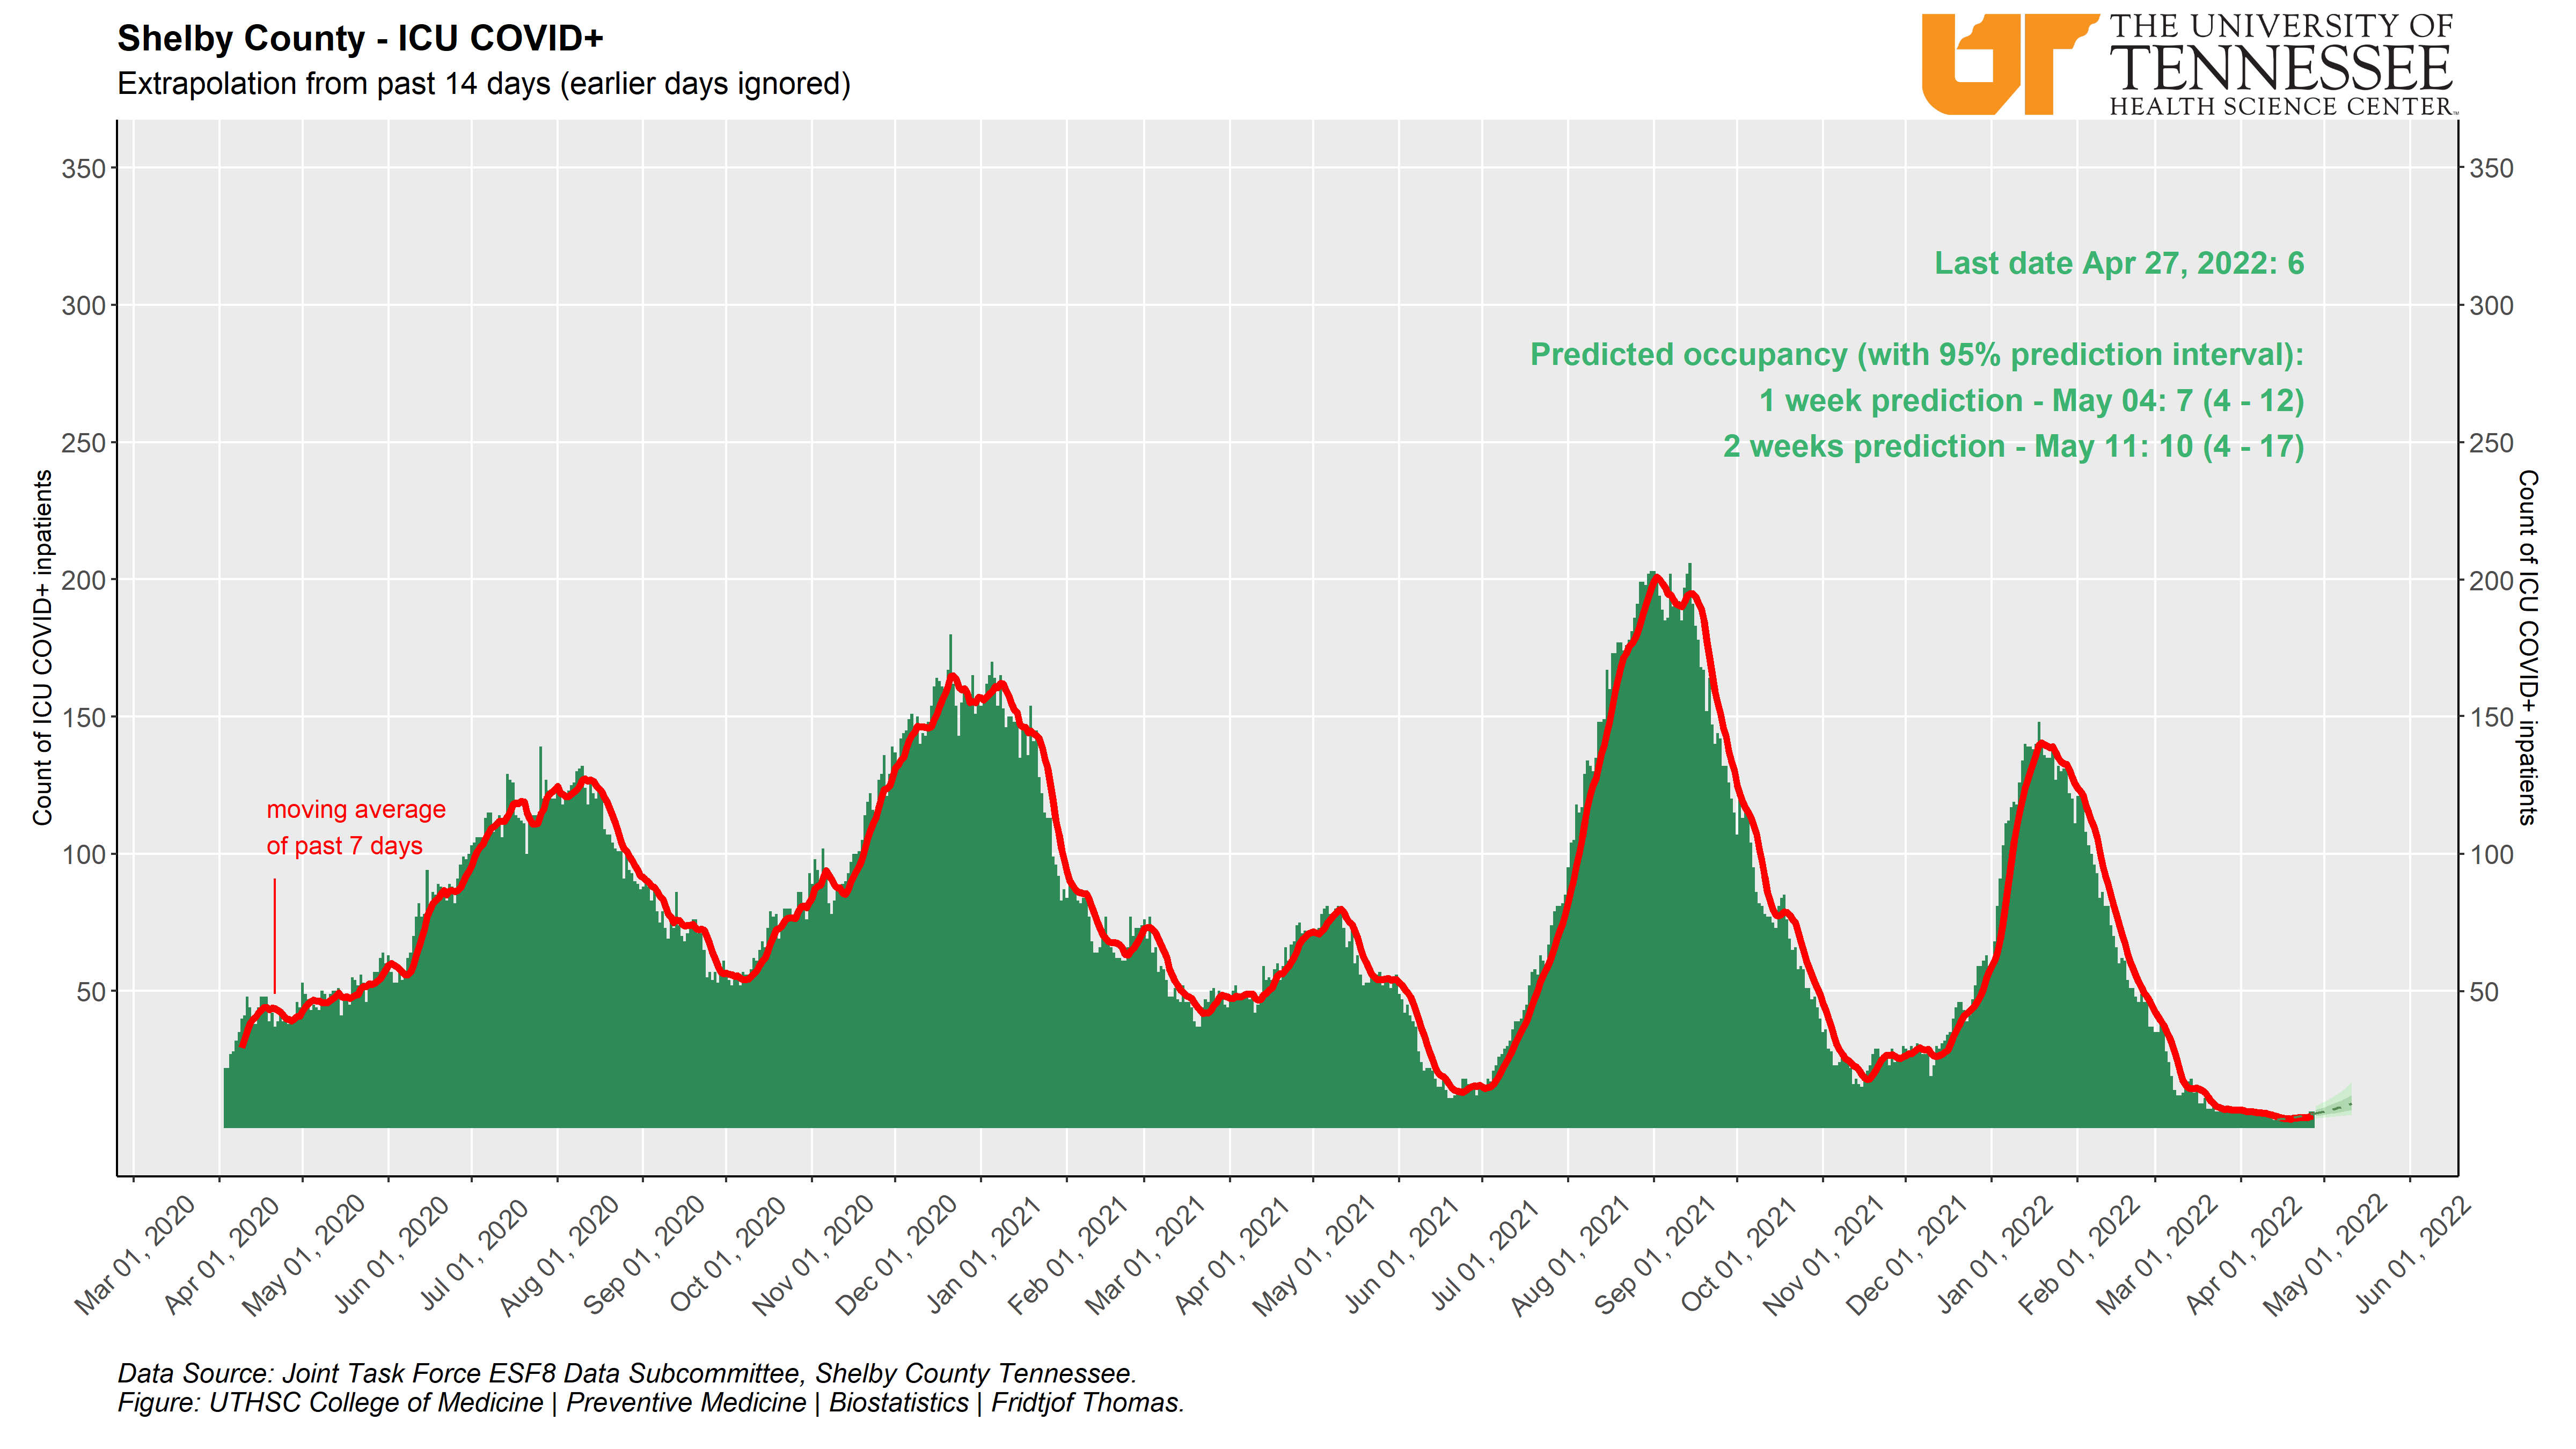 Shelby County - ICU COVID+
Extrapolation from past 14 days (earlier days ignored)
THE UNIVERSITY OF
TENNESSEE
HEALTH SCIENCE CENTER™
Last date Apr 27, 2022: 6
Predicted occupancy (with 95% prediction interval):
1 week prediction - May 04: 7 (4 - 12)
2 weeks prediction - May 11: 10 (4 - 17)
moving average
of past 7 days
Count of ICU COVID+ inpatients
350
300
250
200
150
100
50
350
300
250
200
150
100
50
Count of ICU COVID+ inpatients
Mar 01, 2020
Apr 01, 2020
May 01, 2020
Jun 01, 2020
Jul 01, 2020
Aug 01, 2020
Sep 01, 2020
Oct 01, 2020
Nov 01, 2020
Dec 01, 2020
Jan 01, 2021
Feb 01, 2021
Mar 01, 2021
Apr 01, 2021
May 01, 2021
Jun 01, 2021
Jul 01, 2021
Aug 01, 2021
Sep 01, 2021
Oct 01, 2021
Nov 01, 2021
Dec 01, 2021
Jan 01, 2022
Feb 01, 2022
Mar 01, 2022
Apr 01, 2022
May 01, 2022
Jun 01, 2022
Data Source: Joint Task Force ESF8 Data Subcommittee, Shelby County Tennessee.
Figure: UTHSC College of Medicine | Preventive Medicine | Biostatistics | Fridtjof Thomas.